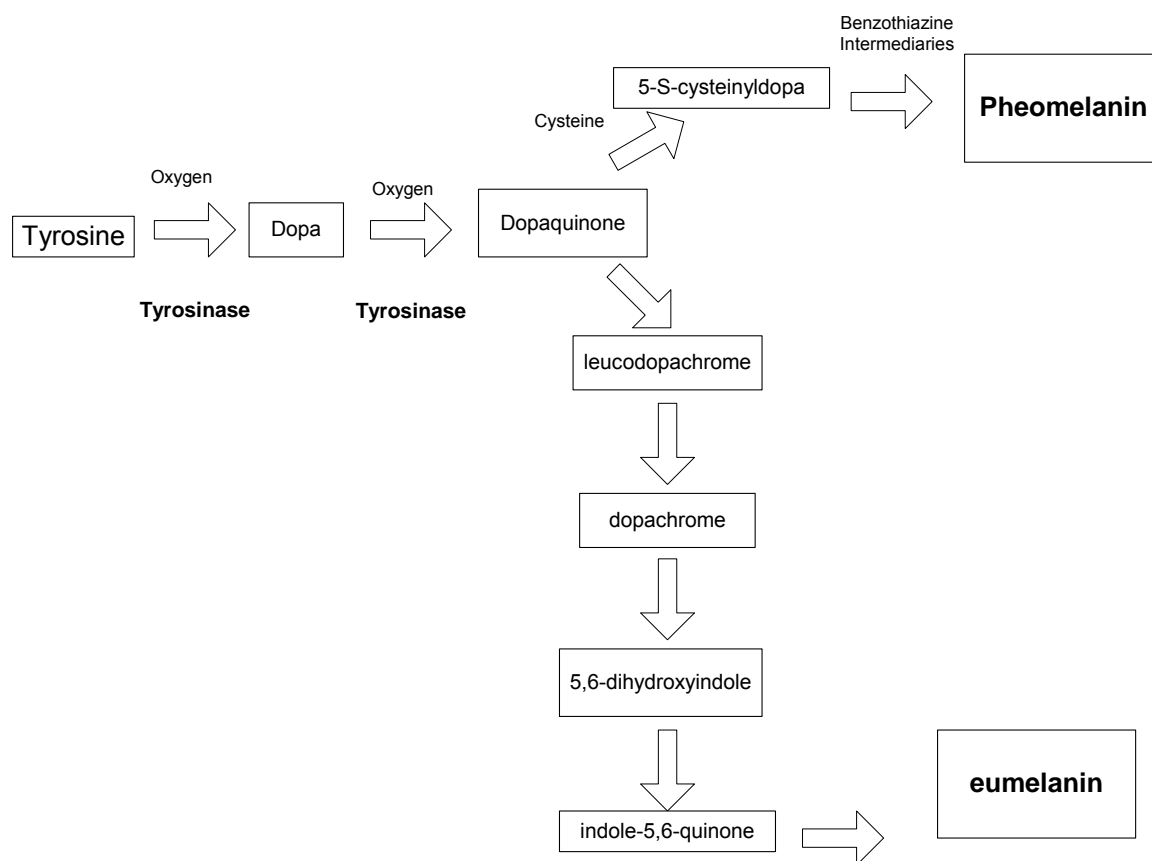 Benzothiazine
Intermediaries
5-S-cysteinyldopa
Pheomelanin
Cysteine
Oxygen
Oxygen
Tyrosine
Dopa
Dopaquinone
Tyrosinase
Tyrosinase
leucodopachrome
dopachrome
5,6-dihydroxyindole
eumelanin
indole-5,6-quinone